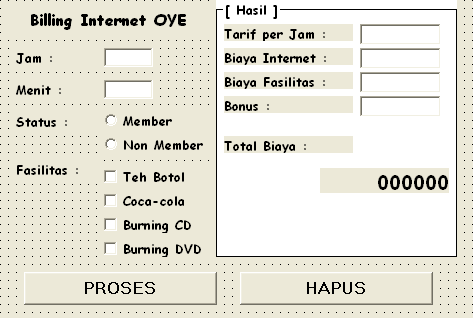 Billing Internet OYE
Jam :
Menit :
Status :
Member
Non Member
Fasilitas :
Teh Botol
Coca-cola
Burning CD
Burning DVD
[ Hasil ]
Tarif per Jam :
Biaya Internet :
Biaya Fasilitas :
Bonus :
Total Biaya :
000000
PROSES
HAPUS